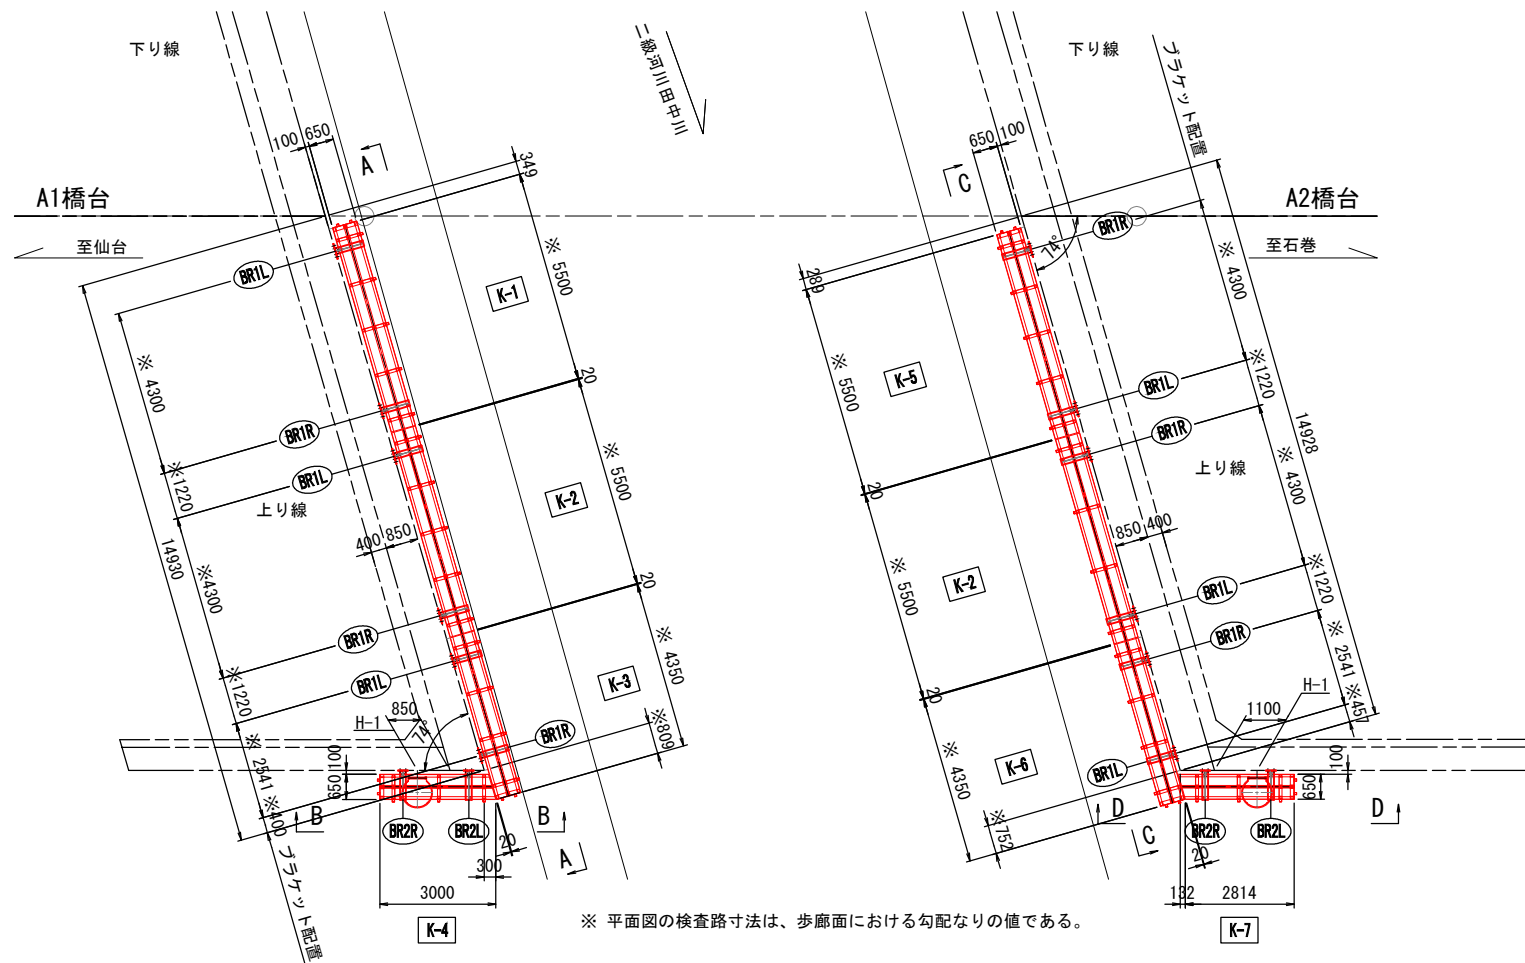 下り線
二級河川田中川
下り線
ブラケット配置
100
650
A
349
650
100
C
A1橋台
A2橋台
至仙台
至石巻
BR1L
BR1R
74°
K-1
※ 5500
289
※ 4300
※ 4300
K-5
※ 5500
20
BR1R
BR1L
※1220
BR1L
BR1R
※1220
14928
上り線
上り線
K-2
※ 5500
20
※ 4300
400
850
850
400
14930
※4300
K-2
※ 5500
20
BR1R
BR1L
※1220
BR1L
BR1R
※1220
K-3
※ 4350
20
※ 2541
H-1
850
74°
BR1R
※809
H-1
1100
※457
※ 2541
※400
100
650
K-6
※ 4350
BR1L
※752
100
650
B
B
BR2R
BR2L
A
20
300
D
D
C
BR2R
BR2L
20
ブラケット配置
3000
132
2814
K-4
※ 平面図の検査路寸法は、歩廊面における勾配なりの値である。
K-7